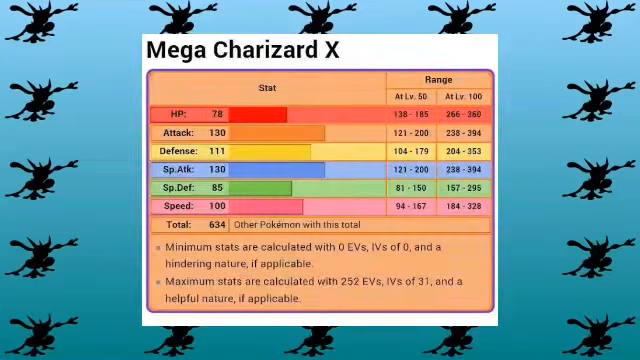 Mega Charizard X
Stat Range
At Lv. 50 At Lv. 100
HP: 78 138 - 185 266 - 360
Attack: 130 121 - 200 238 - 394
Defense: 111 104 - 179 204 - 353
Sp.Atk: 130 121 - 200 238 - 394
Sp.Def: 85 81 - 150 157 - 295
Speed: 100 94 - 167 184 - 328
Total: 634 Other Pokémon with this total
Minimum stats are calculated with 0 EVs, IVs of 0, and a
hindering nature, if applicable.
Maximum stats are calculated with 252 EVs, IVs of 31, and a
helpful nature, if applicable.